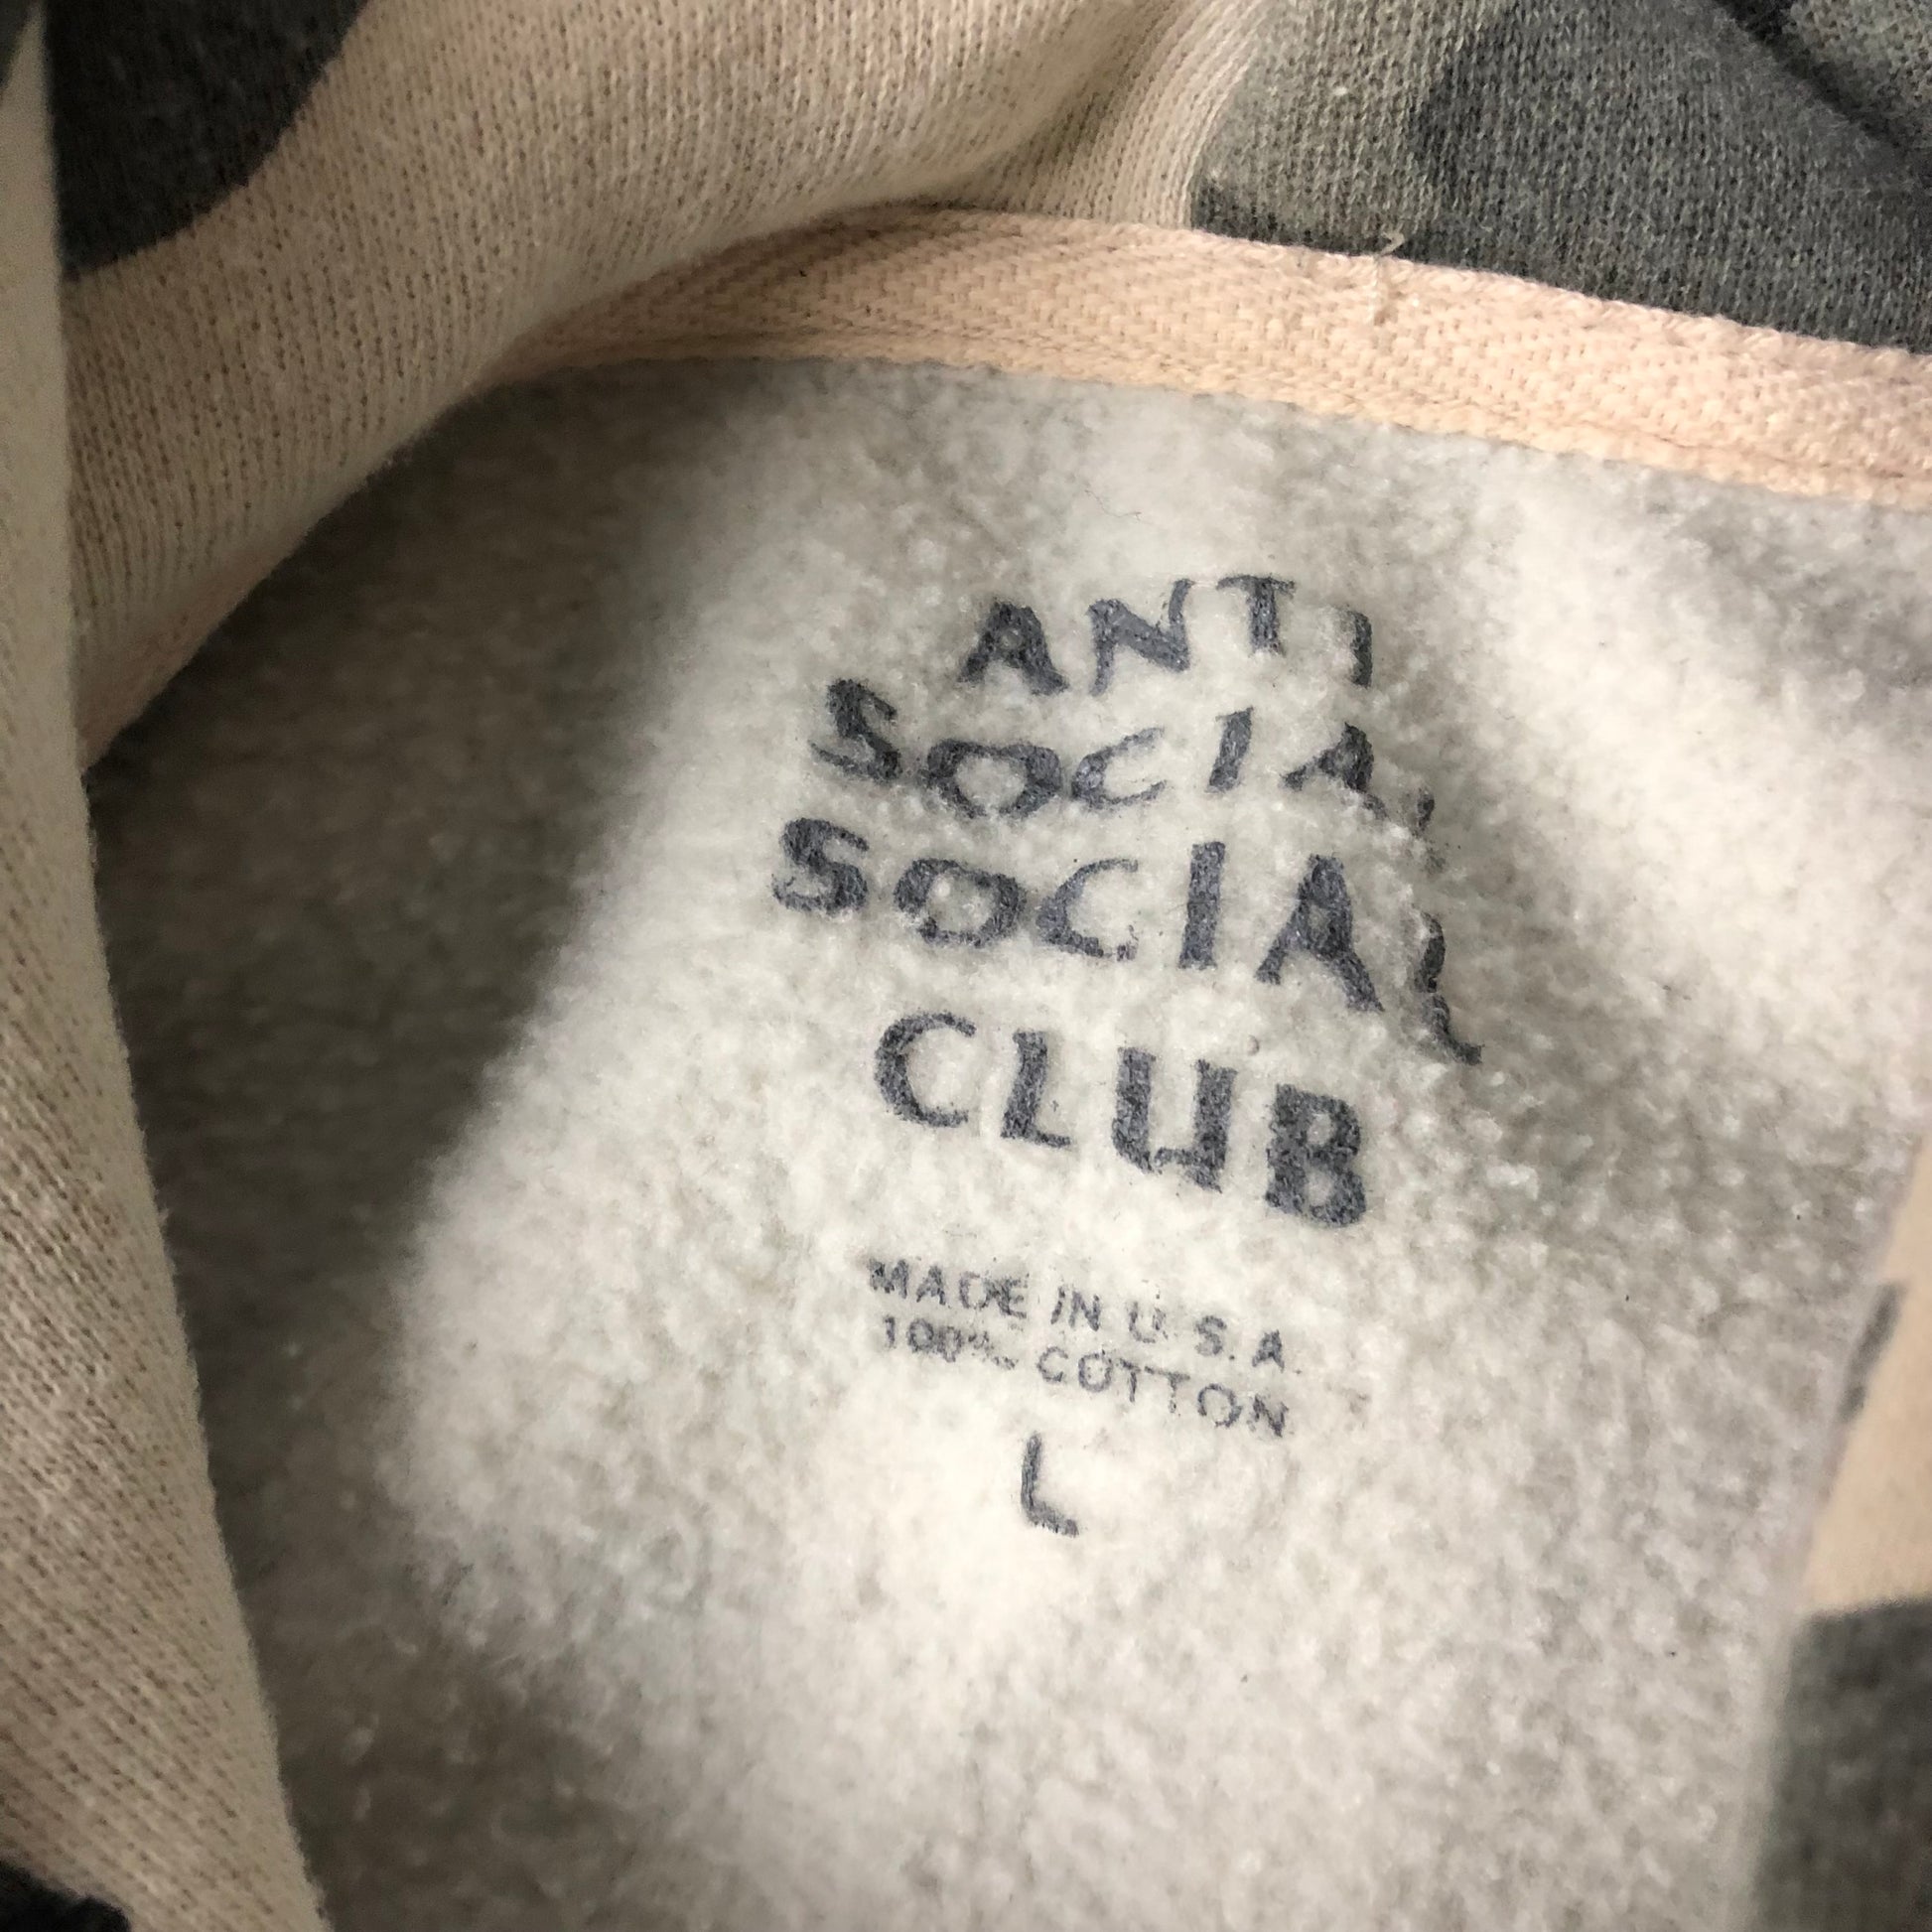 ANTI
SOCIAL
SOCIAL
CLUB
MADE IN U.S.A.
100% COTTON
L